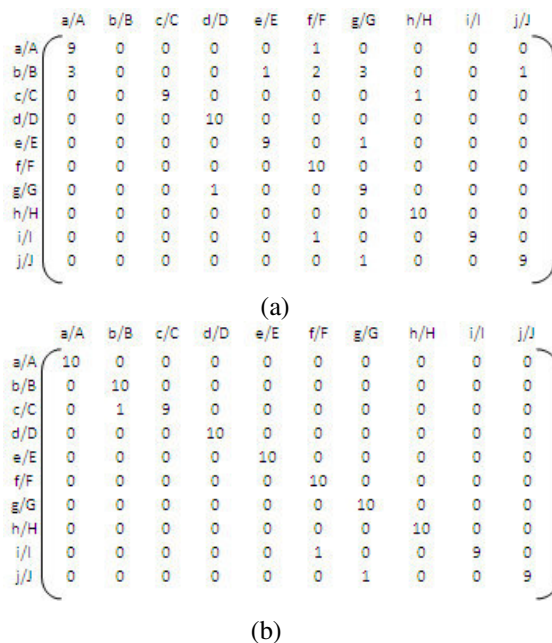 a/A b/B c/C d/D e/E f/F g/G h/H i/I j/J
a/A 9 0 0 0 0 1 0 0 0 0
b/B 3 0 0 0 1 2 3 0 0 1
c/C 0 0 9 0 0 0 0 1 0 0
d/D 0 0 0 10 0 0 0 0 0 0
e/E 0 0 0 0 9 0 1 0 0 0
f/F 0 0 0 0 0 10 0 0 0 0
g/G 0 0 0 1 0 0 9 0 0 0
h/H 0 0 0 0 0 0 0 10 0 0
i/I 0 0 0 0 0 1 0 0 9 0
j/J 0 0 0 0 0 0 1 0 0 9
(a)
a/A b/B c/C d/D e/E f/F g/G h/H i/I j/J
a/A 10 0 0 0 0 0 0 0 0 0
b/B 0 10 0 0 0 0 0 0 0 0
c/C 0 1 9 0 0 0 0 0 0 0
d/D 0 0 0 10 0 0 0 0 0 0
e/E 0 0 0 0 10 0 0 0 0 0
f/F 0 0 0 0 0 10 0 0 0 0
g/G 0 0 0 0 0 0 10 0 0 0
h/H 0 0 0 0 0 0 0 10 0 0
i/I 0 0 0 0 0 1 0 0 9 0
j/J 0 0 0 0 0 0 1 0 0 9
(b)